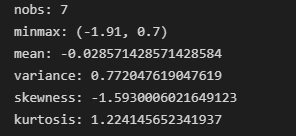 nobs: 7
minmax: (-1.91, 0.7)
mean: -0.028571428571428584
variance: 0.772047619047619
skewness: -1.5930006021649123
kurtosis: 1.224145652341937